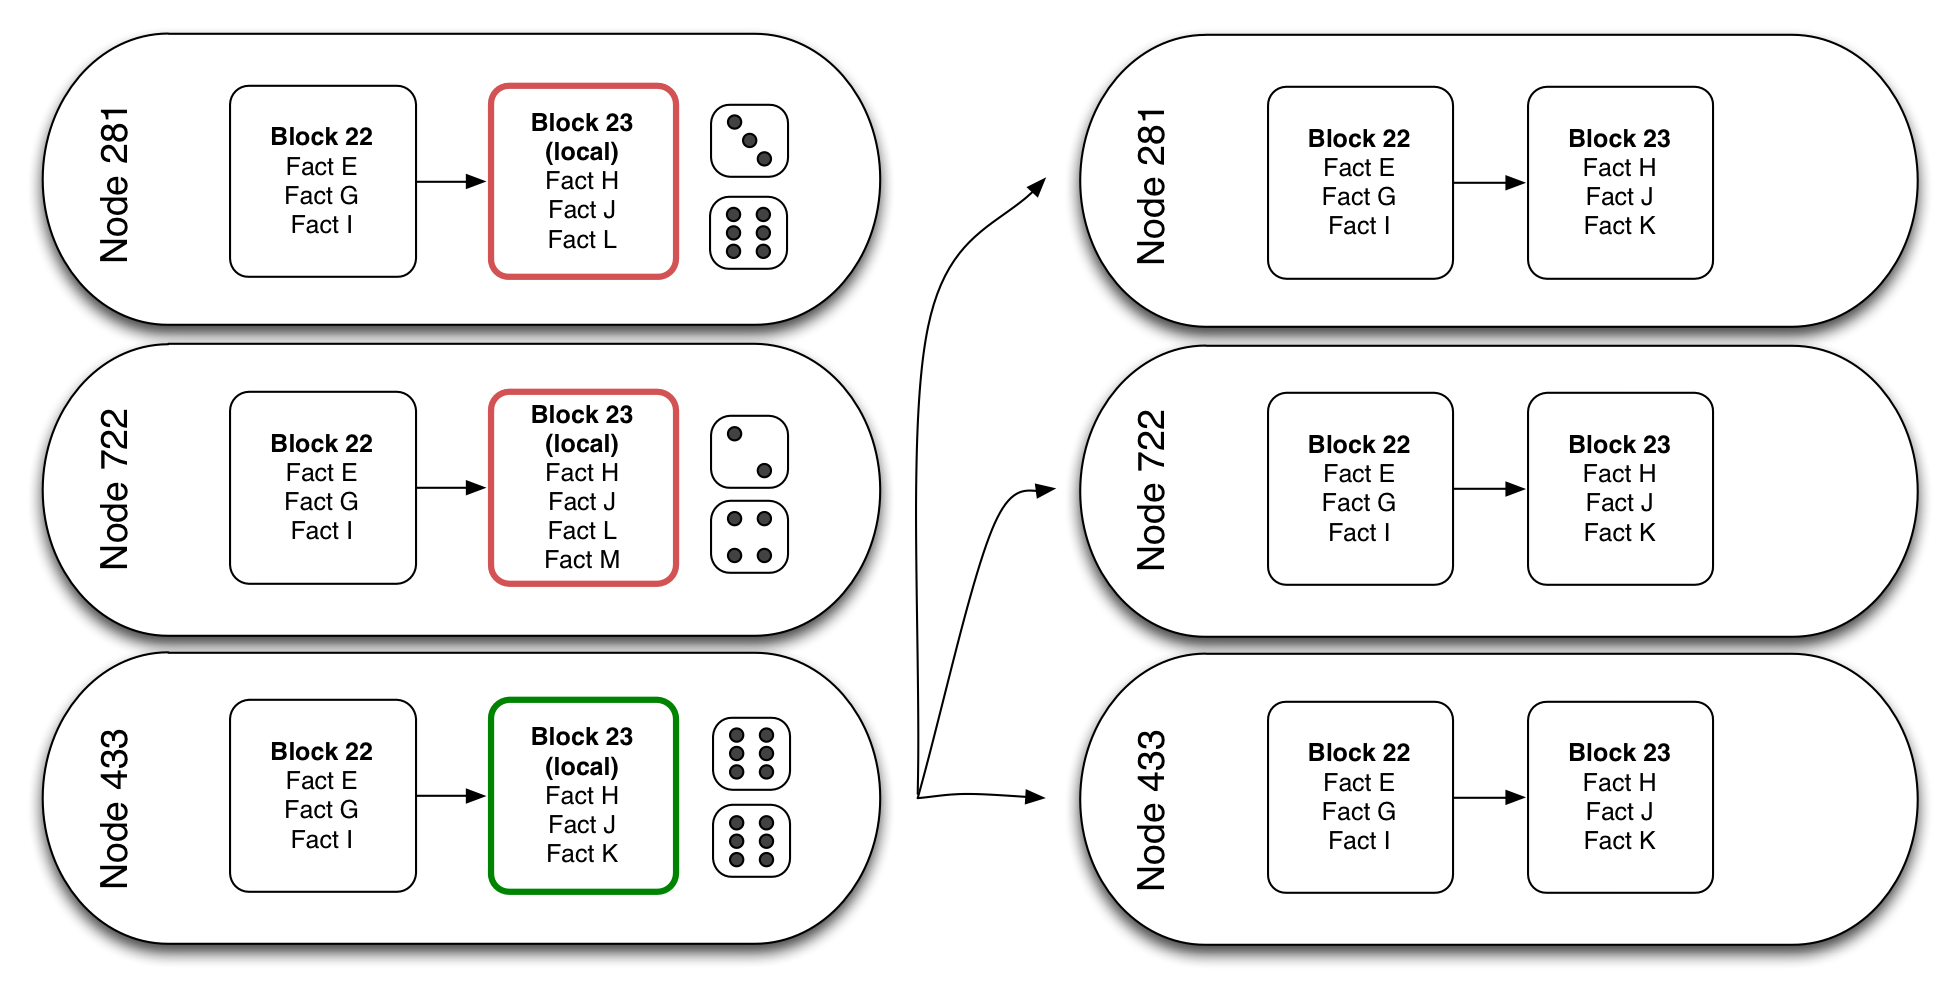 Node 281
Block 22
Fact E
Fact G
Fact I
Block 23
(local)
Fact H
Fact J
Fact L
Node 722
Block 22
Fact E
Fact G
Fact I
Block 23
(local)
Fact H
Fact J
Fact L
Fact M
Node 433
Block 22
Fact E
Fact G
Fact I
Block 23
(local)
Fact H
Fact J
Fact K
Node 281
Block 22
Fact E
Fact G
Fact I
Block 23
Fact H
Fact J
Fact K
Node 722
Block 22
Fact E
Fact G
Fact I
Block 23
Fact H
Fact J
Fact K
Node 433
Block 22
Fact E
Fact G
Fact I
Block 23
Fact H
Fact J
Fact K